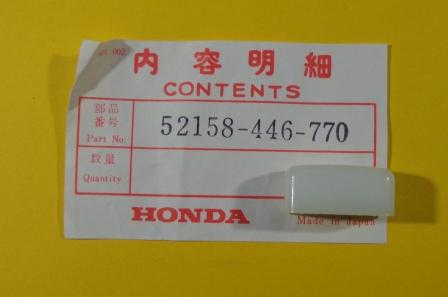 内容明細
CONTENTS
部品
番号
Part No.
52158-446-770
数量
Quantity
HONDA
Made in Japan